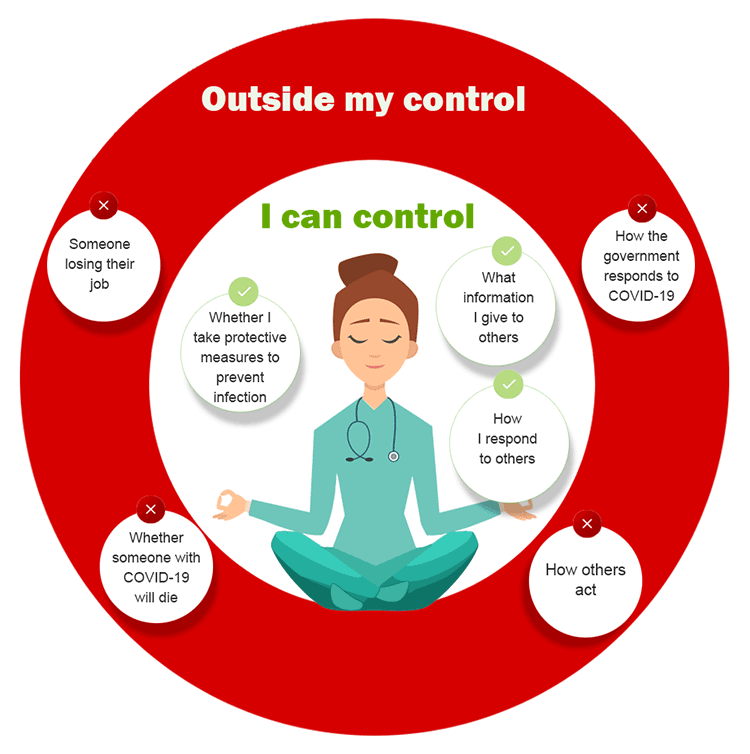 Outside my control
I can control
Someone
losing their
job
How the
government
responds to
COVID-19
Whether I
take protective
measures to
prevent
infection
What
information
I give to
others
How
I respond
to others
Whether
someone with
COVID-19
will die
How others
act